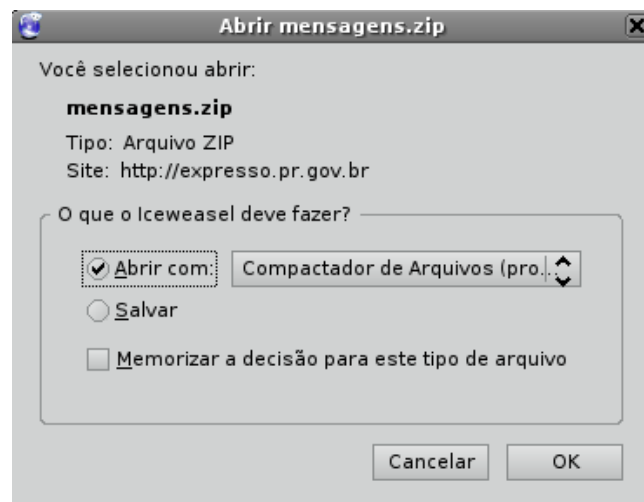 Abrir mensagens.zip
Você selecionou abrir:
mensagens.zip
Tipo: Arquivo ZIP
Site: http://expresso.pr.gov.br
O que o Iceweasel deve fazer?
Abrir com: Compactador de Arquivos (pro...
Salvar
Memorizar a decisão para este tipo de arquivo
Cancelar OK